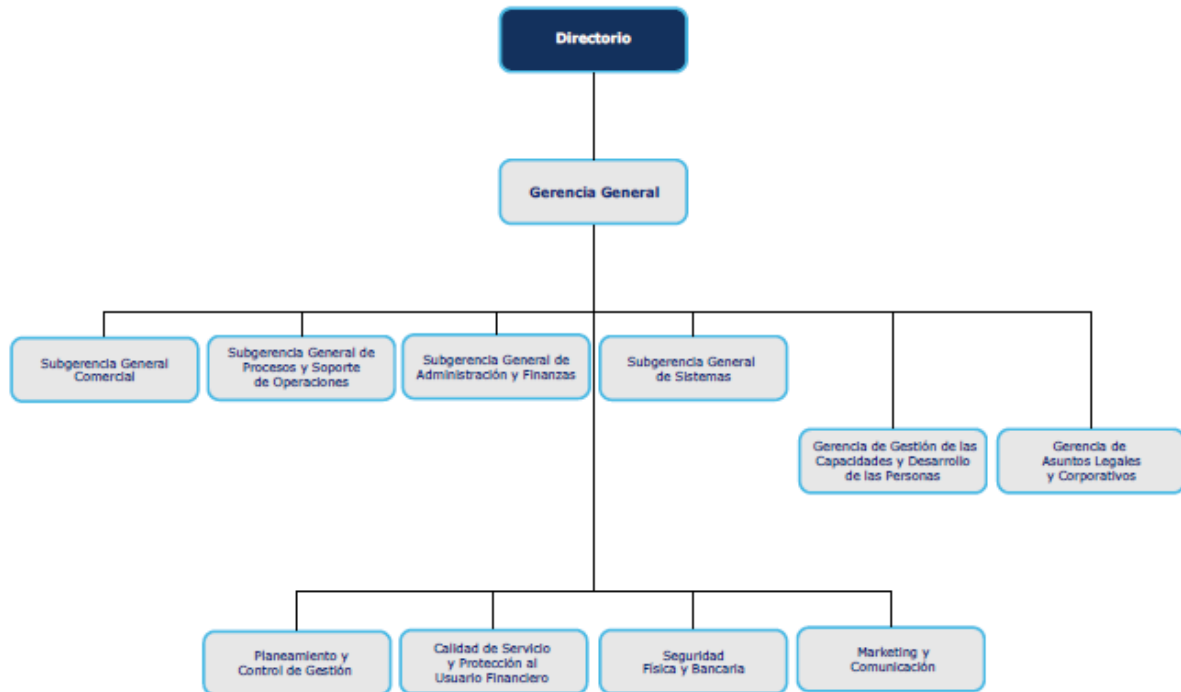 Directorio
Gerencia General
Subgerencia General
Comercial
Subgerencia General de
Procesos y Soporte
de Operaciones
Subgerencia General de
Administración y Finanzas
Subgerencia General
de Sistemas
Gerencia de Gestión de las
Capacidades y Desarrollo
de las Personas
Gerencia de
Asuntos Legales
y Corporativos
Planeamiento y
Control de Gestión
Calidad de Servicio
y Protección al
Usuario Financiero
Seguridad
Física y Bancaria
Marketing y
Comunicación